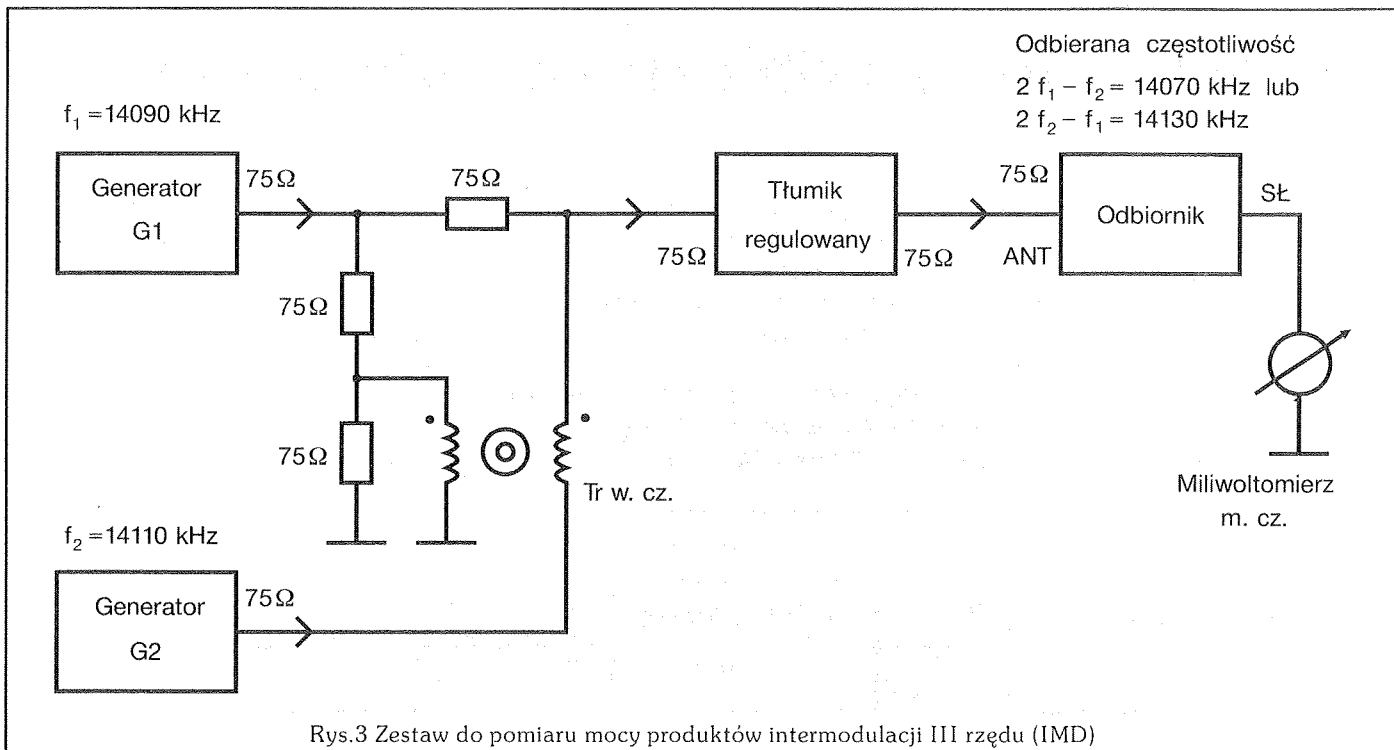 Odbierana częstotliwość
2 f₁ – f₂ = 14070 kHz lub
2 f₂ – f₁ = 14130 kHz
f₁ =14090 kHz
Generator
G1
75Ω
75Ω
75Ω
Tłumik
regulowany
75Ω
75Ω
75Ω
ANT
Odbiornik
SŁ
75Ω
75Ω
Tr w. cz.
Miliwoltomierz
m. cz.
f₂ =14110 kHz
Generator
G2
75Ω
Rys.3 Zestaw do pomiaru mocy produktów intermodulacji III rzędu (IMD)